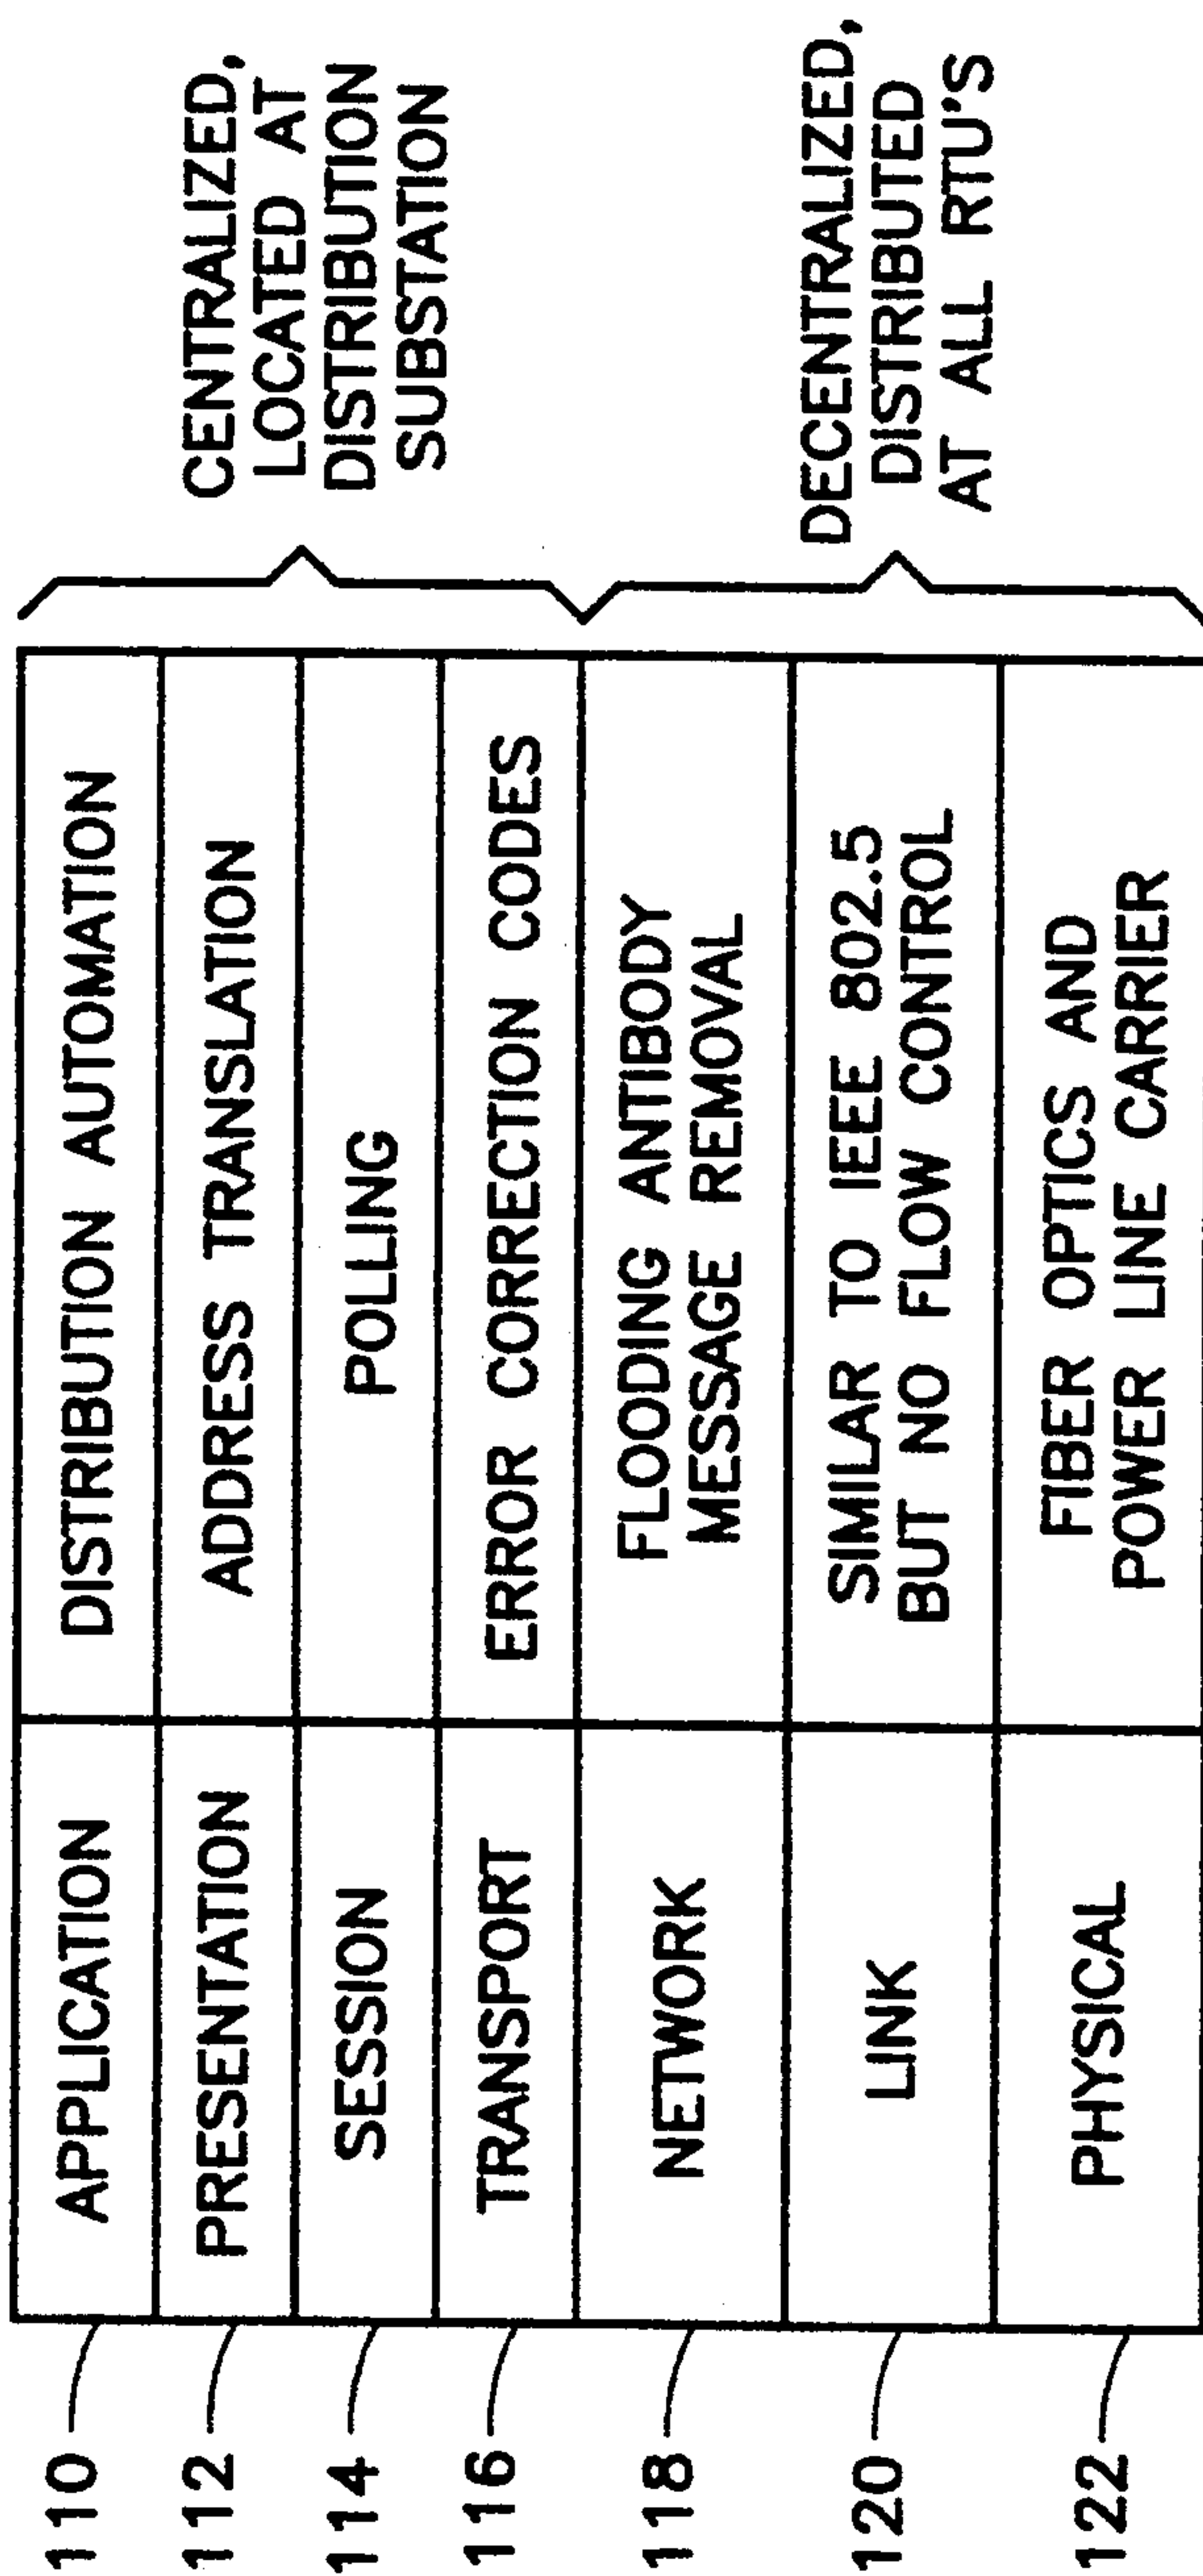 110 APPLICATION DISTRIBUTION AUTOMATION
112 PRESENTATION ADDRESS TRANSLATION
114 SESSION POLLING
116 TRANSPORT ERROR CORRECTION CODES
CENTRALIZED,
LOCATED AT
DISTRIBUTION
SUBSTATION
118 NETWORK FLOODING ANTIBODY
MESSAGE REMOVAL
120 LINK SIMILAR TO IEEE 802.5
BUT NO FLOW CONTROL
122 PHYSICAL FIBER OPTICS AND
POWER LINE CARRIER
DECENTRALIZED,
DISTRIBUTED
AT ALL RTU'S